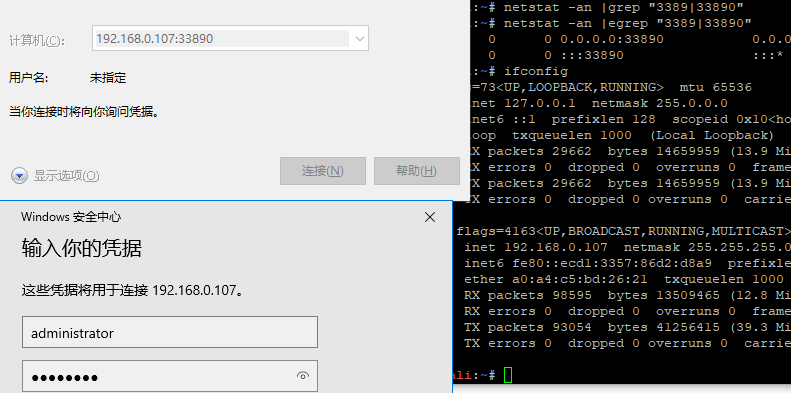 计算机(C):
192.168.0.107:33890
用户名:
未指定
当你连接时将向你询问凭据。
显示选项(O)
连接(N)
帮助(H)
Windows 安全中心
输入你的凭据
这些凭据将用于连接 192.168.0.107。
administrator
●●●●●●●●
:~# netstat -an |grep "3389|33890"
:~# netstat -an |egrep "3389|33890"
0 0 0.0.0.0:33890 0.0.0
0 0 :::33890 :::*
:~# ifconfig
=73<UP,LOOPBACK,RUNNING> mtu 65536
inet 127.0.0.1 netmask 255.0.0.0
inet6 ::1 prefixlen 128 scopeid 0x10<ho
loop txqueuelen 1000 (Local Loopback)
RX packets 29662 bytes 14659959 (13.9 Mi
RX errors 0 dropped 0 overruns 0 frame
TX packets 29662 bytes 14659959 (13.9 Mi
TX errors 0 dropped 0 overruns 0 carrie
flags=4163<UP,BROADCAST,RUNNING,MULTICAST>
inet 192.168.0.107 netmask 255.255.255.0
inet6 fe80::ecd1:3357:86d2:d8a9 prefixle
ether a0:a4:c5:bd:26:21 txqueuelen 1000
RX packets 98595 bytes 13509465 (12.8 Mi
RX errors 0 dropped 0 overruns 0 frame
TX packets 93054 bytes 41256415 (39.3 Mi
TX errors 0 dropped 0 overruns 0 carrie
ali:~#